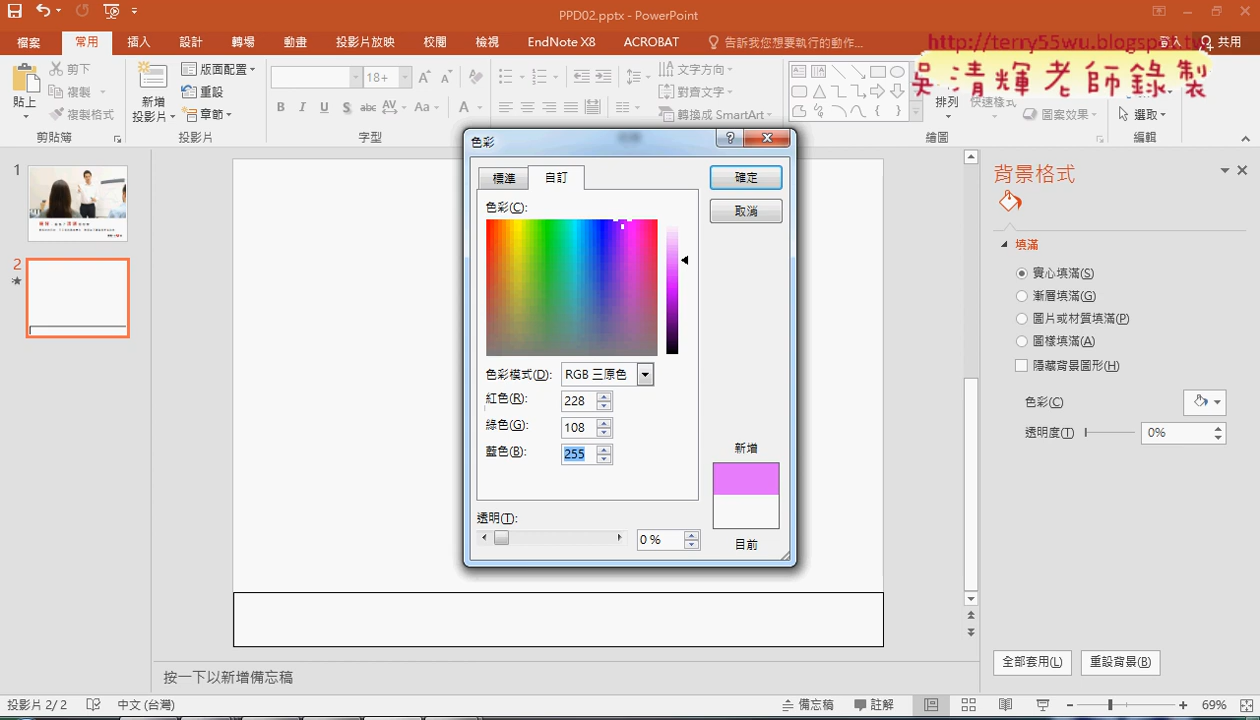 PPD02.pptx - PowerPoint
檔案 常用 插入 設計 轉場 動畫 投影片放映 校閱 檢視 EndNote X8 ACROBAT 告訴我您想要執行的動作... 登入 共用
http://terry55wu.blogspot.tw
吳清輝老師錄製
貼上
剪下
複製
複製格式
剪貼簿
新增
投影片
版面配置
重設
章節
投影片
18+
B I U S abc AV Aa A
字型
文字方向
對齊文字
轉換成 SmartArt
排列
快速樣式
圖案效果
繪圖
選取
編輯
1
2
色彩
標準 自訂
確定
取消
色彩(C):
色彩模式(D): RGB 三原色
紅色(R): 228
綠色(G): 108
藍色(B): 255
透明(T):
0 %
新增
目前
背景格式
填滿
實心填滿(S)
漸層填滿(G)
圖片或材質填滿(P)
圖樣填滿(A)
隱藏背景圖形(H)
色彩(C)
透明度(T) 0%
全部套用(L) 重設背景(B)
按一下以新增備忘稿
投影片 2/ 2 中文 (台灣) 備忘稿 註解 69%